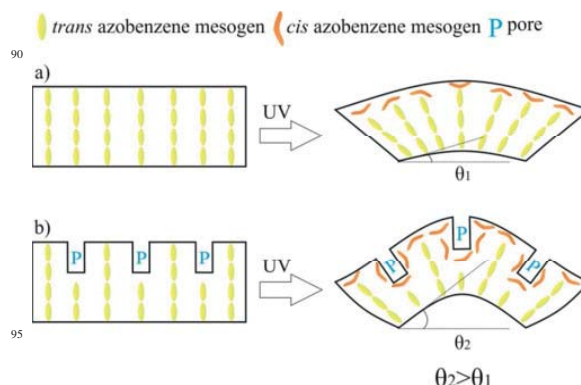 trans azobenzene mesogen cis azobenzene mesogen P pore
90
a)
UV
θ1
b)
P P P
UV
P P P
θ2
95
θ2>θ1